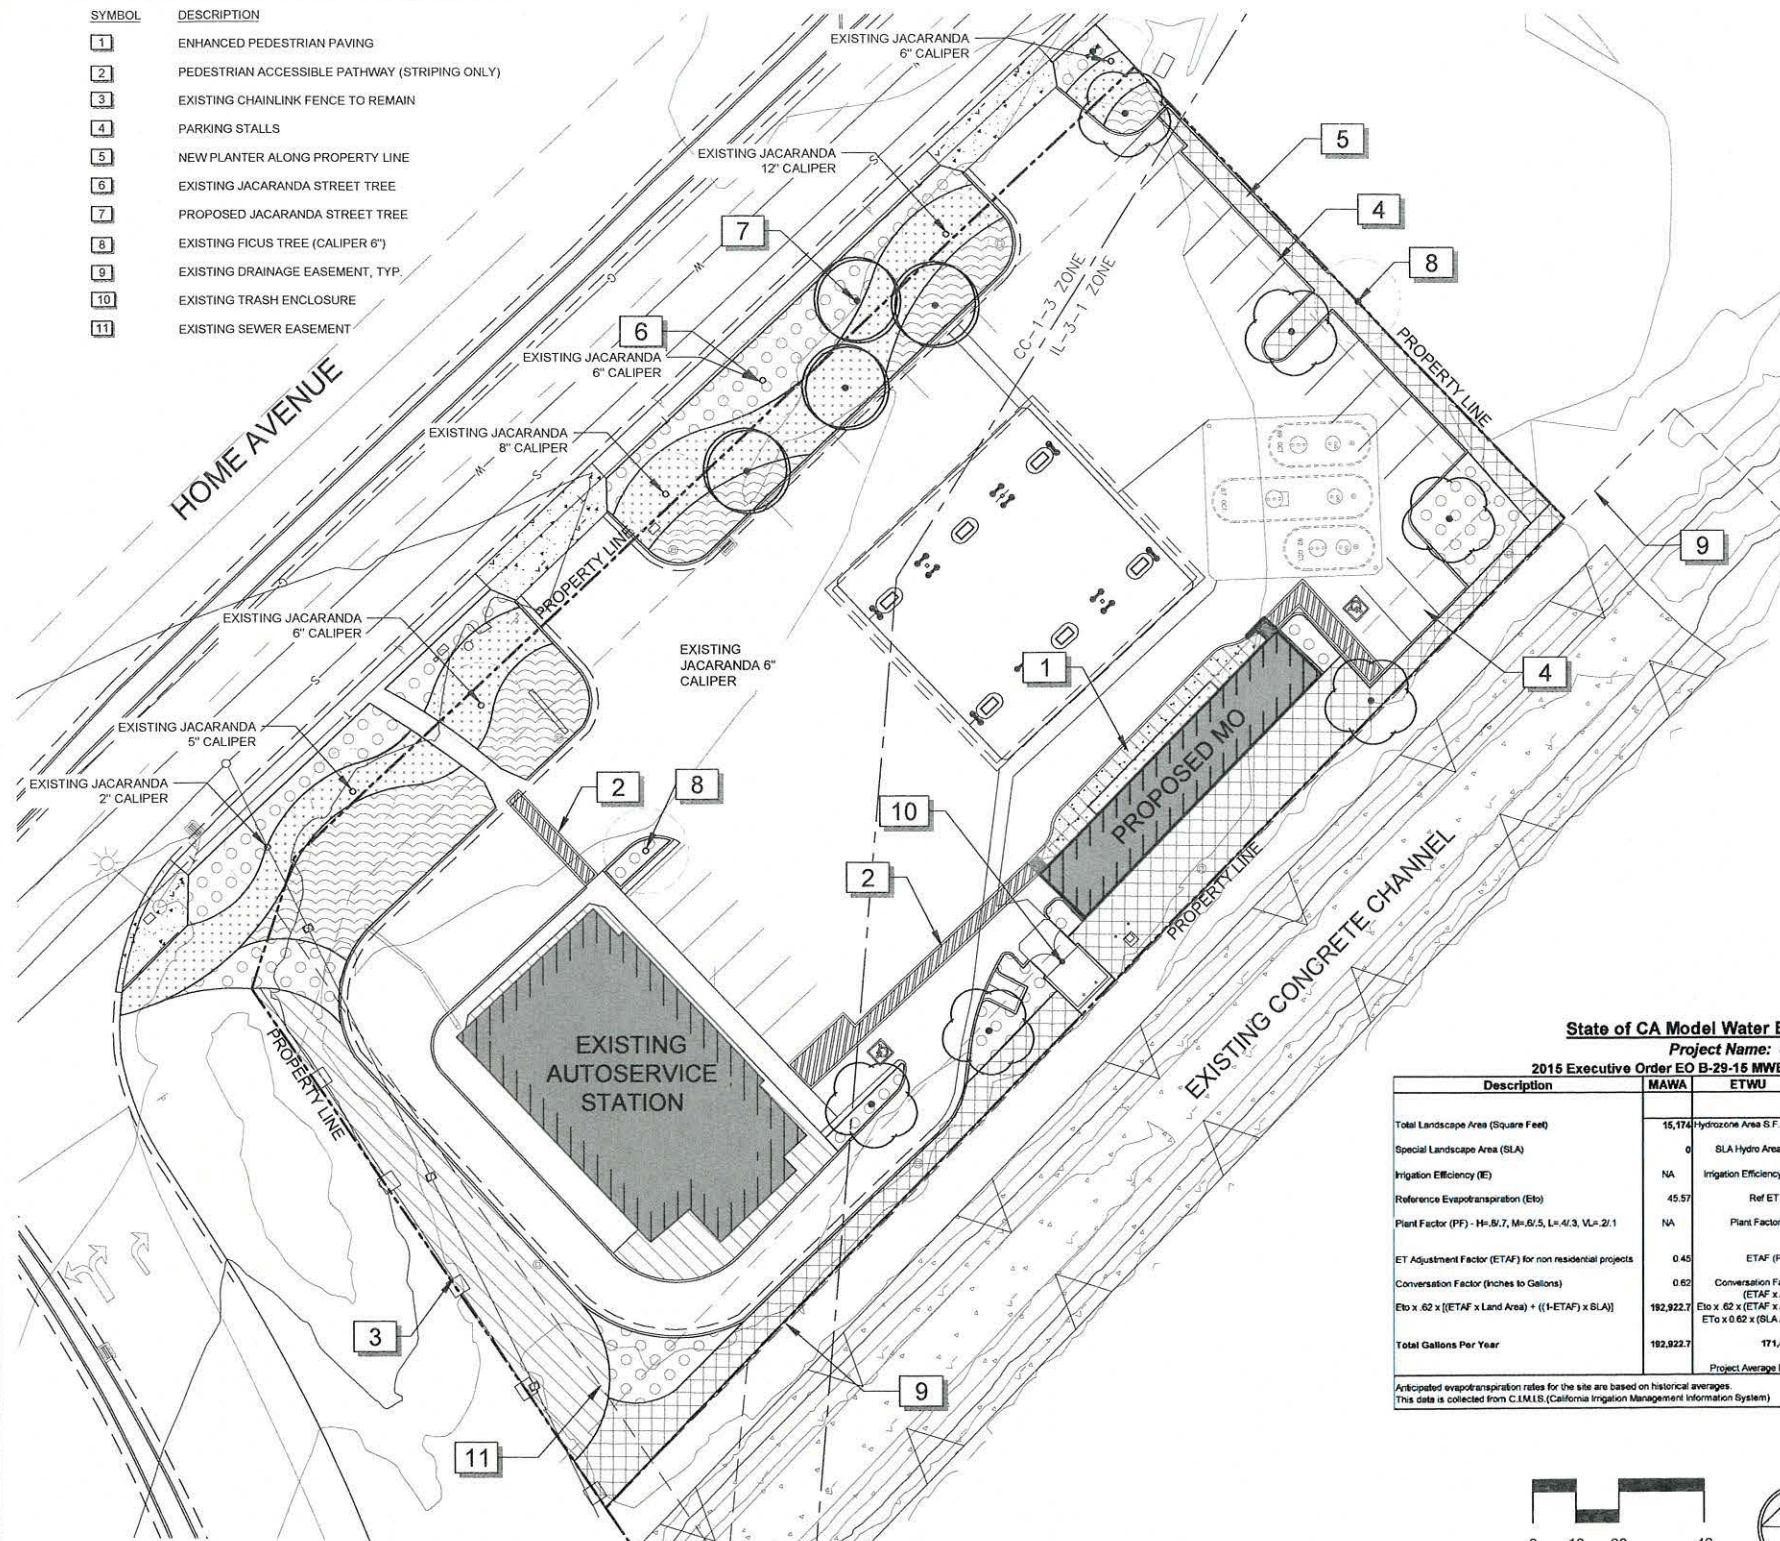 SYMBOL DESCRIPTION
1 ENHANCED PEDESTRIAN PAVING
2 PEDESTRIAN ACCESSIBLE PATHWAY (STRIPING ONLY)
3 EXISTING CHAINLINK FENCE TO REMAIN
4 PARKING STALLS
5 NEW PLANTER ALONG PROPERTY LINE
6 EXISTING JACARANDA STREET TREE
7 PROPOSED JACARANDA STREET TREE
8 EXISTING FICUS TREE (CALIPER 6")
9 EXISTING DRAINAGE EASEMENT, TYP.
10 EXISTING TRASH ENCLOSURE
11 EXISTING SEWER EASEMENT
EXISTING JACARANDA
6" CALIPER
EXISTING JACARANDA
12" CALIPER
5
4
8
7
6
EXISTING JACARANDA
6" CALIPER
CC-1-3 ZONE
IL-3-1 ZONE
PROPERTY LINE
HOME AVENUE
EXISTING JACARANDA
8" CALIPER
9
PROPERTY LINE
EXISTING JACARANDA
6" CALIPER
EXISTING
JACARANDA 6"
CALIPER
1
4
EXISTING JACARANDA
5" CALIPER
EXISTING JACARANDA
2" CALIPER
2
8
10
PROPOSED MO
2
PROPERTY LINE
EXISTING CONCRETE CHANNEL
PROPERTY LINE
EXISTING
AUTOSERVICE
STATION
3
9
11
State of CA Model Water E
Project Name:
2015 Executive Order EO B-29-15 MWE
Description MAWA ETWU
Total Landscape Area (Square Feet) 15,174 Hydrozone Area S.F.
Special Landscape Area (SLA) 0 SLA Hydro Area
Irrigation Efficiency (IE) NA Irrigation Efficiency
Reference Evapotranspiration (Eto) 45.57 Ref ET
Plant Factor (PF) - H=.8/.7, M=.6/.5, L=.4/.3, VL=.2/.1 NA Plant Factor
ET Adjustment Factor (ETAF) for non residential projects 0.45 ETAF (P
Conversation Factor (Inches to Gallons) 0.62 Conversation Fa
(ETAF x
Eto x .62 x [(ETAF x Land Area) + ((1-ETAF) x SLA)] 192,922.7 Eto x .62 x (ETAF x
ETo x 0.62 x (SLA
Total Gallons Per Year 192,922.7 171,
Project Average
Anticipated evapotranspiration rates for the site are based on historical averages.
This data is collected from C.I.M.I.S.(California Irrigation Management Information System)